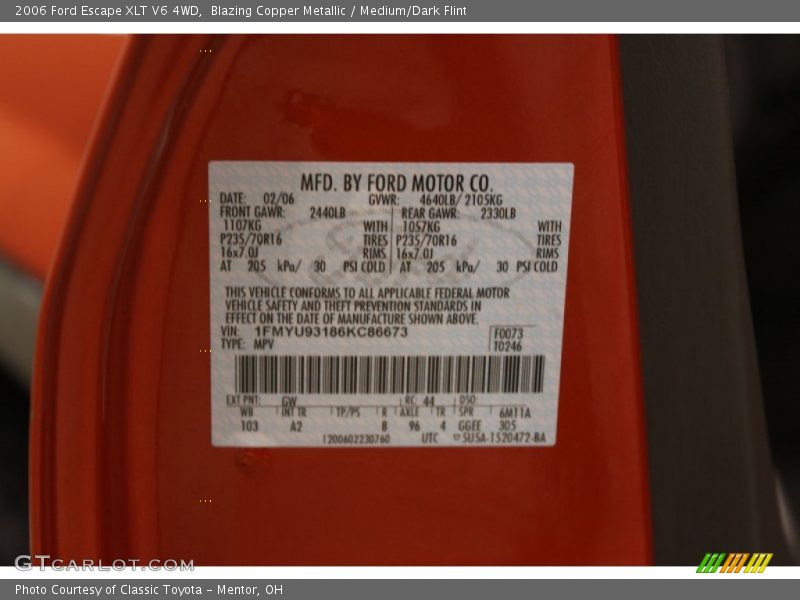 2006 Ford Escape XLT V6 4WD,  Blazing Copper Metallic / Medium/Dark Flint
MFD. BY FORD MOTOR CO.
DATE: 02/06 GVWR: 4640LB/ 2105KG
FRONT GAWR: 2440LB REAR GAWR: 2330LB
1107KG WITH 1057KG WITH
P235/70R16 TIRES P235/70R16 TIRES
16x7.0J RIMS 16x7.0J RIMS
AT 205 kPa/ 30 PSI COLD AT 205 kPa/ 30 PSI COLD
THIS VEHICLE CONFORMS TO ALL APPLICABLE FEDERAL MOTOR
VEHICLE SAFETY AND THEFT PREVENTION STANDARDS IN
EFFECT ON THE DATE OF MANUFACTURE SHOWN ABOVE.
VIN: 1FMYU93186KC86673 F0073
TYPE: MPV T0246
EXT PNT: GW RC: 44 DSO:
WB INT TR TP/PS R AXLE TR SPR 6M11A
103 A2 8 96 4 GGEE 305
1200602230760 UTC ▽5U5A-1520472-BA
GTCARLOT.COM
Photo Courtesy of Classic Toyota - Mentor, OH